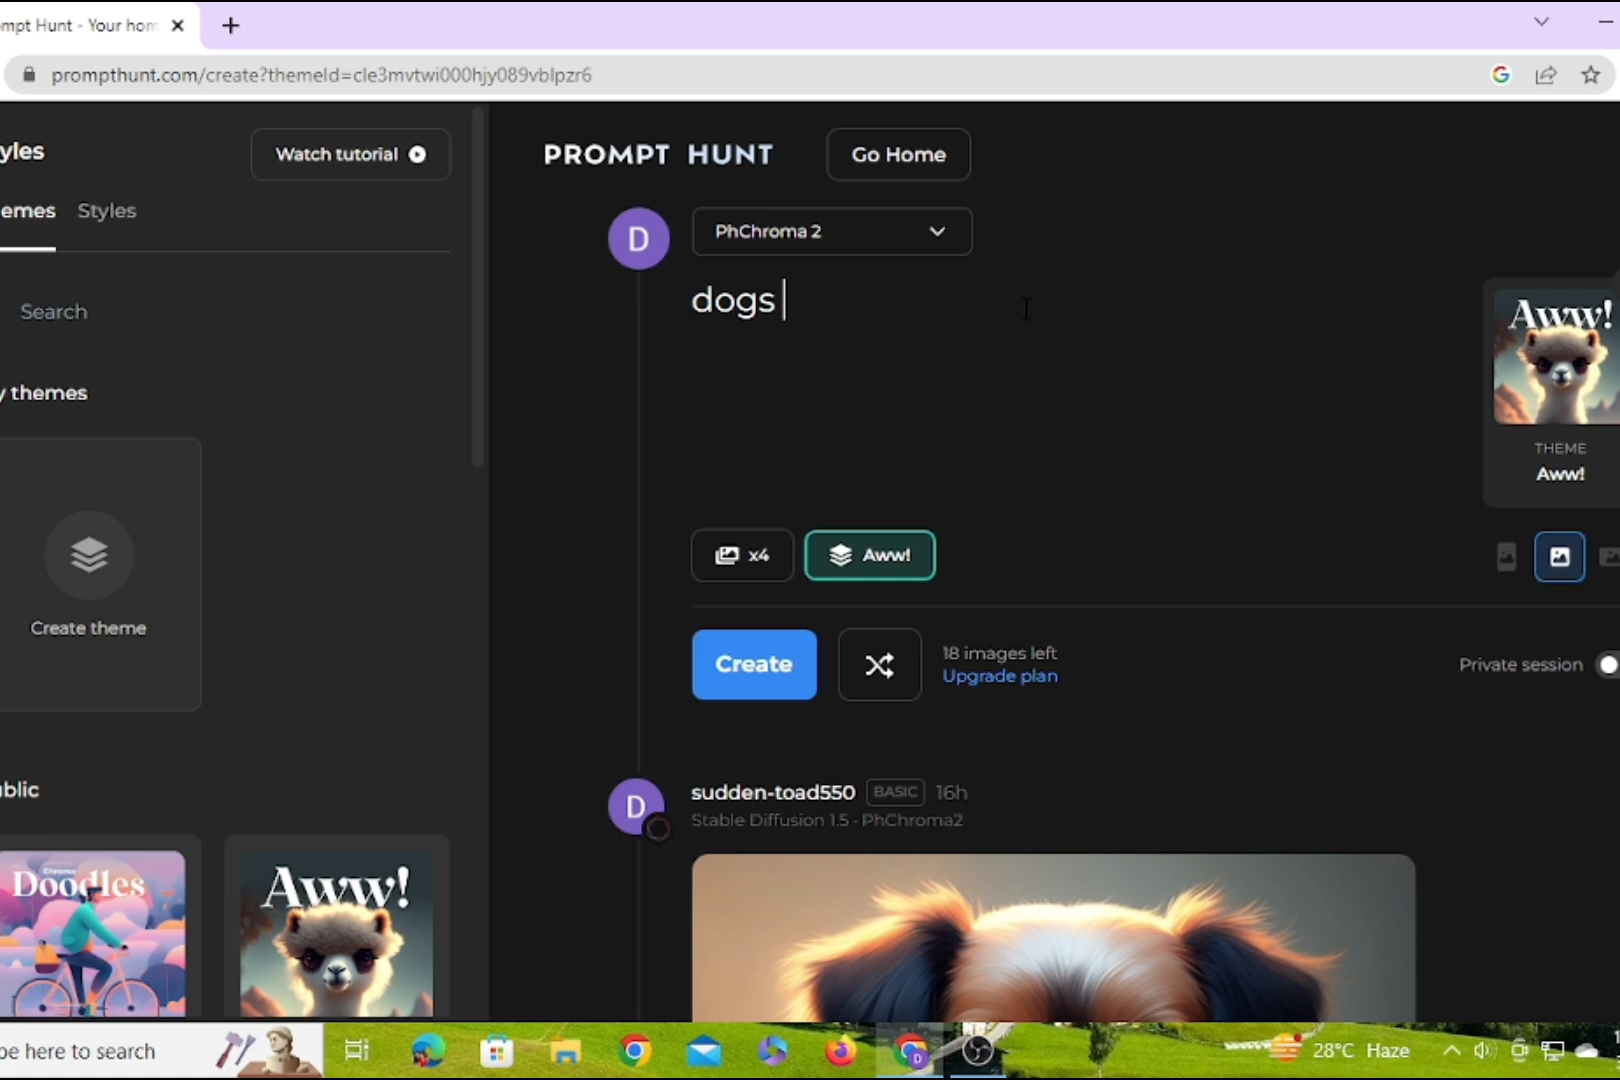 mpt Hunt - Your hom
prompthunt.com/create?themeId=cle3mvtwi000hjy089vblpzr6
yles
Watch tutorial
emes
Styles
Search
y themes
Create theme
ublic
Chroma
Doodles
Aww!
PROMPT HUNT
Go Home
D
PhChroma 2
dogs
Aww!
THEME
Aww!
x4
Aww!
Create
18 images left
Upgrade plan
Private session
D
sudden-toad550 BASIC 16h
Stable Diffusion 1.5 - PhChroma2
pe here to search
D
28°C Haze